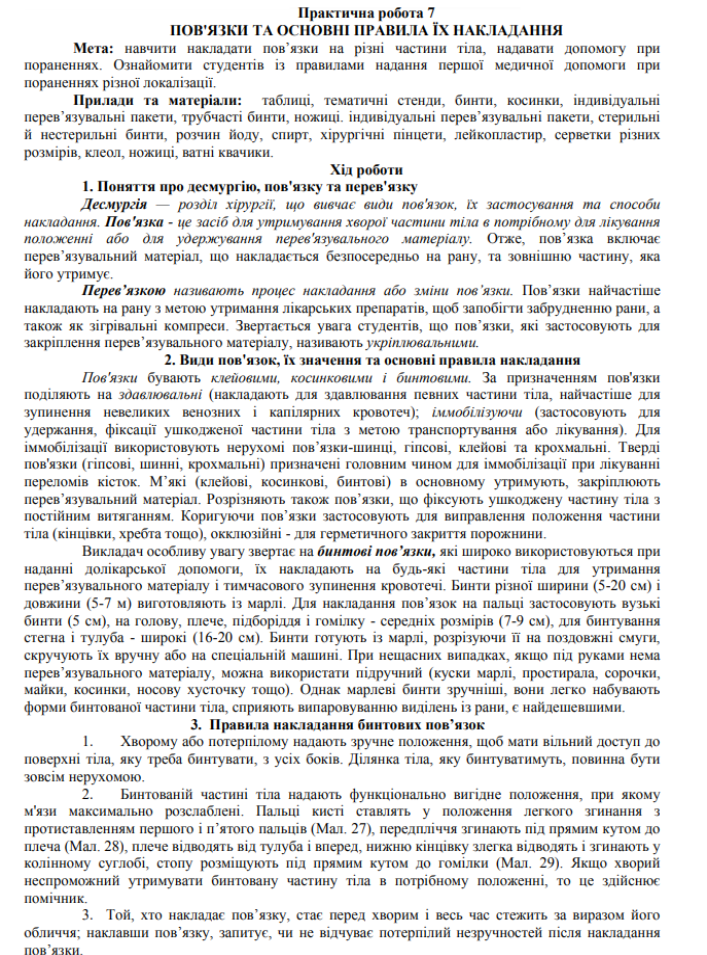 Практична робота 7
ПОВ'ЯЗКИ ТА ОСНОВНІ ПРАВИЛА ЇХ НАКЛАДАННЯ
Мета: навчити накладати пов’язки на різні частини тіла, надавати допомогу при
пораненнях. Ознайомити студентів із правилами надання першої медичної допомоги при
пораненнях різної локалізації.
Прилади та матеріали: таблиці, тематичні стенди, бинти, косинки, індивідуальні
перев’язувальні пакети, трубчасті бинти, ножиці. індивідуальні перев’язувальні пакети, стерильні
й нестерильні бинти, розчин йоду, спирт, хірургічні пінцети, лейкопластир, серветки різних
розмірів, клеол, ножиці, ватні квачики.
Хід роботи
1. Поняття про десмургію, пов'язку та перев'язку
Десмургія — розділ хірургії, що вивчає види пов'язок, їх застосування та способи
накладання. Пов'язка - це засіб для утримування хворої частини тіла в потрібному для лікування
положенні або для удержування перев'язувального матеріалу. Отже, пов’язка включає
перев’язувальний матеріал, що накладається безпосередньо на рану, та зовнішню частину, яка
його утримує.
Перев’язкою називають процес накладання або зміни пов’язки. Пов’язки найчастіше
накладають на рану з метою утримання лікарських препаратів, щоб запобігти забрудненню рани, а
також як зігрівальні компреси. Звертається увага студентів, що пов’язки, які застосовують для
закріплення перев’язувального матеріалу, називають укріплювальними.
2. Види пов'язок, їх значення та основні правила накладання
Пов'язки бувають клейовими, косинковими і бинтовими. За призначенням пов'язки
поділяють на здавлювальні (накладають для здавлювання певних частин тіла, найчастіше для
зупинення невеликих венозних і капілярних кровотеч); іммобілізуючи (застосовують для
удержання, фіксації ушкодженої частини тіла з метою транспортування або лікування). Для
іммобілізації використовують нерухомі пов’язки-шинці, гіпсові, клейові та крохмальні. Тверді
пов'язки (гіпсові, шинні, крохмальні) призначені головним чином для іммобілізації при лікуванні
переломів кісток. М’які (клейові, косинкові, бинтові) в основному утримують, закріплюють
перев’язувальний матеріал. Розрізняють також пов’язки, що фіксують ушкоджену частину тіла з
постійним витяганням. Коригуючи пов’язки застосовують для виправлення положення частини
тіла (кінцівки, хребта тощо), окклюзійні - для герметичного закриття порожнини.
Викладач особливу увагу звертає на бинтові пов’язки, які широко використовуються при
наданні долікарської допомоги, їх накладають на будь-які частини тіла для утримання
перев’язувального матеріалу і тимчасового зупинення кровотечі. Бинти різної ширини (5-20 см) і
довжини (5-7 м) виготовляють із марлі. Для накладання пов’язок на пальці застосовують вузькі
бинти (5 см), на голову, плече, підборіддя і гомілку - середніх розмірів (7-9 см), для бинтування
стегна і тулуба - широкі (16-20 см). Бинти готують із марлі, розрізуючи її на поздовжні смуги,
скручують їх вручну або на спеціальній машині. При нещасних випадках, якщо під руками нема
перев’язувального матеріалу, можна використати підручний (куски марлі, простирала, сорочки,
майки, косинки, носову хусточку тощо). Однак марлеві бинти зручніші, вони легко набувають
форми бинтованої частини тіла, сприяють випаровуванню виділень із рани, є найдешевшими.
3. Правила накладання бинтових пов’язок
1. Хворому або потерпілому надають зручне положення, щоб мати вільний доступ до
поверхні тіла, яку треба бинтувати, з усіх боків. Ділянка тіла, яку бинтуватимуть, повинна бути
зовсім нерухомою.
2. Бинтованій частині тіла надають функціонально вигідне положення, при якому
м'язи максимально розслаблені. Пальці кисті ставлять у положення легкого згинання з
протиставленням першого і п’ятого пальців (Мал. 27), передпліччя згинають під прямим кутом до
плеча (Мал. 28), плече відводять від тулуба і вперед, нижню кінцівку злегка відводять і згинають у
колінному суглобі, стопу розміщують під прямим кутом до гомілки (Мал. 29). Якщо хворий
неспроможний утримувати бинтовану частину тіла в потрібному положенні, то це здійснює
помічник.
3. Той, хто накладає пов’язку, стає перед хворим і весь час стежить за виразом його
обличчя; наклавши пов’язку, запитує, чи не відчуває потерпілий незручностей після накладання
пов’язки.